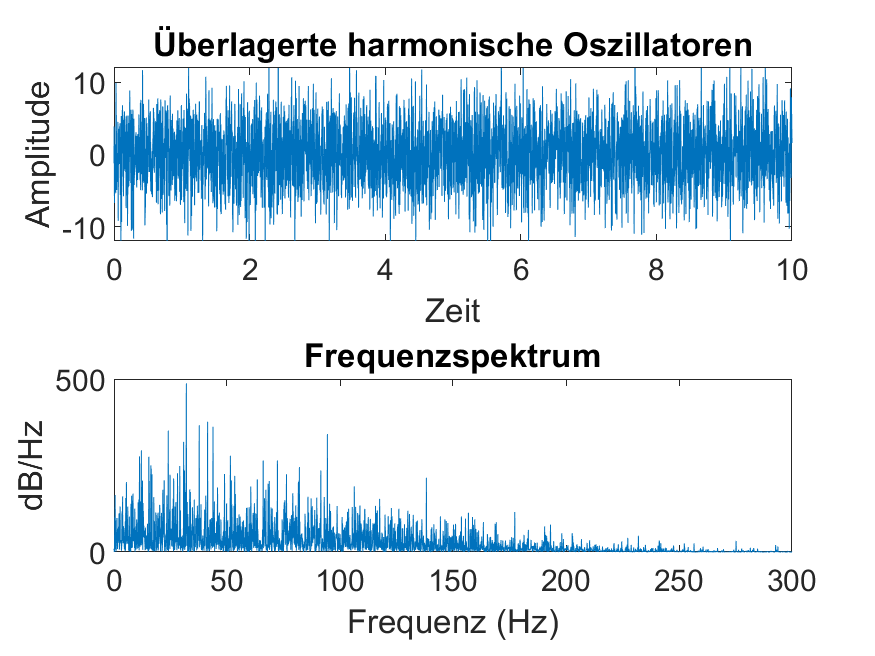 Überlagerte harmonische Oszillatoren
10
0
-10
Amplitude
0 2 4 6 8 10
Zeit
Frequenzspektrum
500
0
dB/Hz
0 50 100 150 200 250 300
Frequenz (Hz)